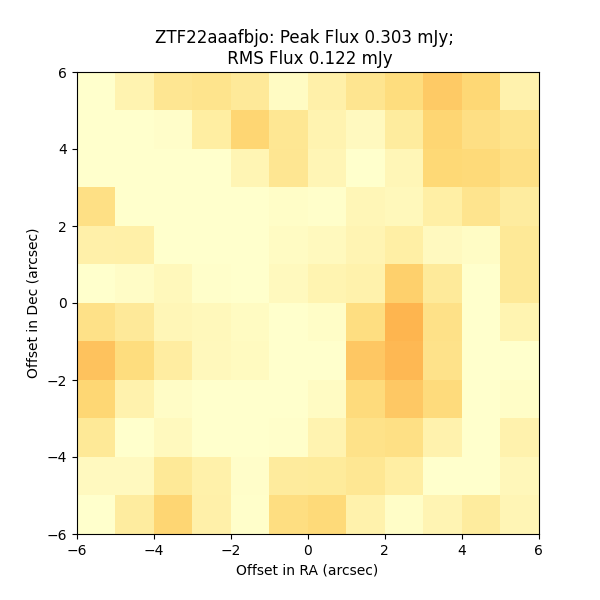 ZTF22aaafbjo: Peak Flux 0.303 mJy;
RMS Flux 0.122 mJy
6
4
2
0
−2
−4
−6
Offset in Dec (arcsec)
−6 −4 −2 0 2 4 6
Offset in RA (arcsec)